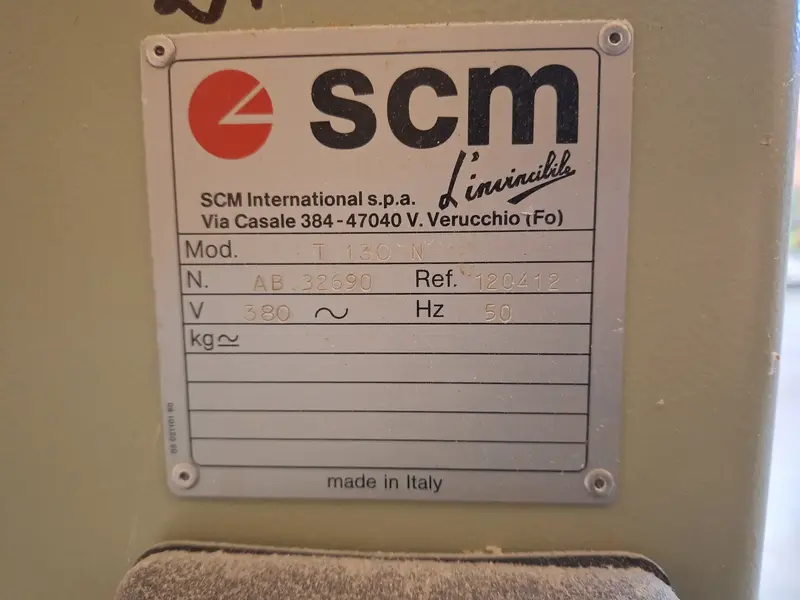 scm
L'invincibile
SCM International s.p.a.
Via Casale 384-47040 V. Verucchio (Fo)
Mod. T 130 N
N. AB 32690 Ref. 120412
V 380 ~ Hz 50
kg≃
made in Italy